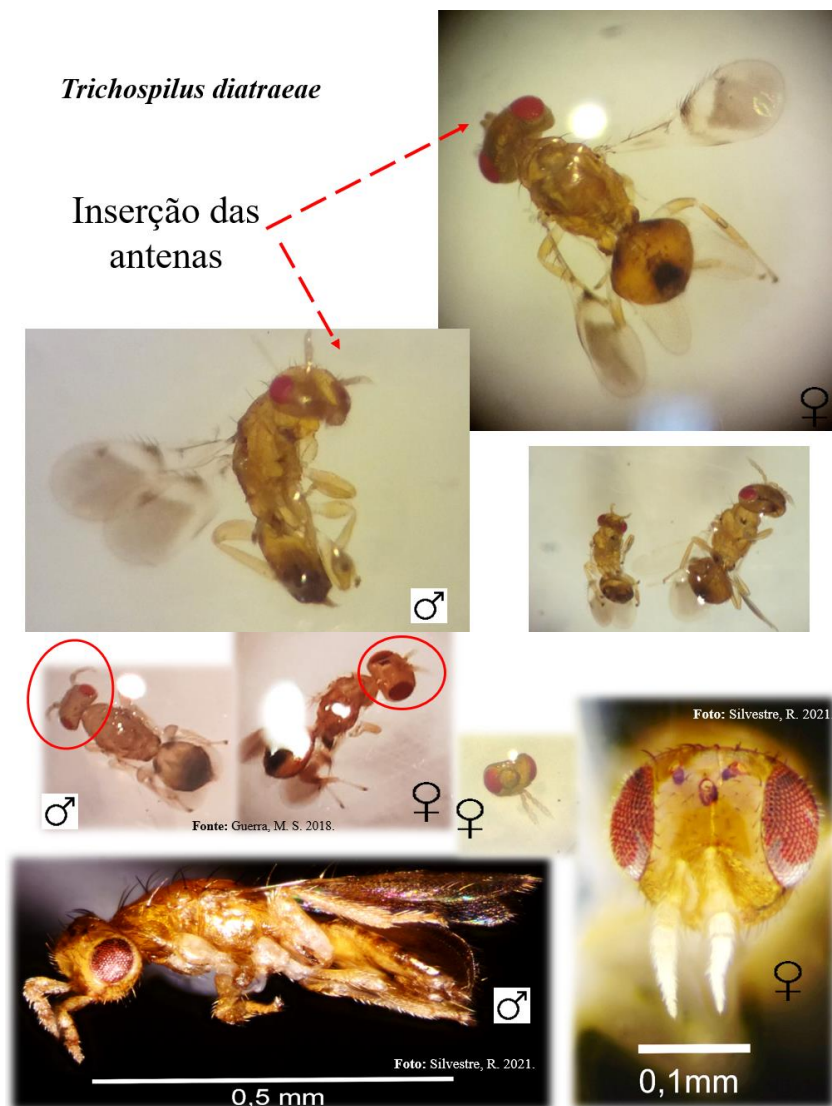 Trichospilus diatraeae
Inserção das
antenas
♀
♂
Foto: Silvestre, R. 2021
♂
♀
♀
Fonte: Guerra, M. S. 2018.
♀
♂
Foto: Silvestre, R. 2021.
0,5 mm
0,1mm